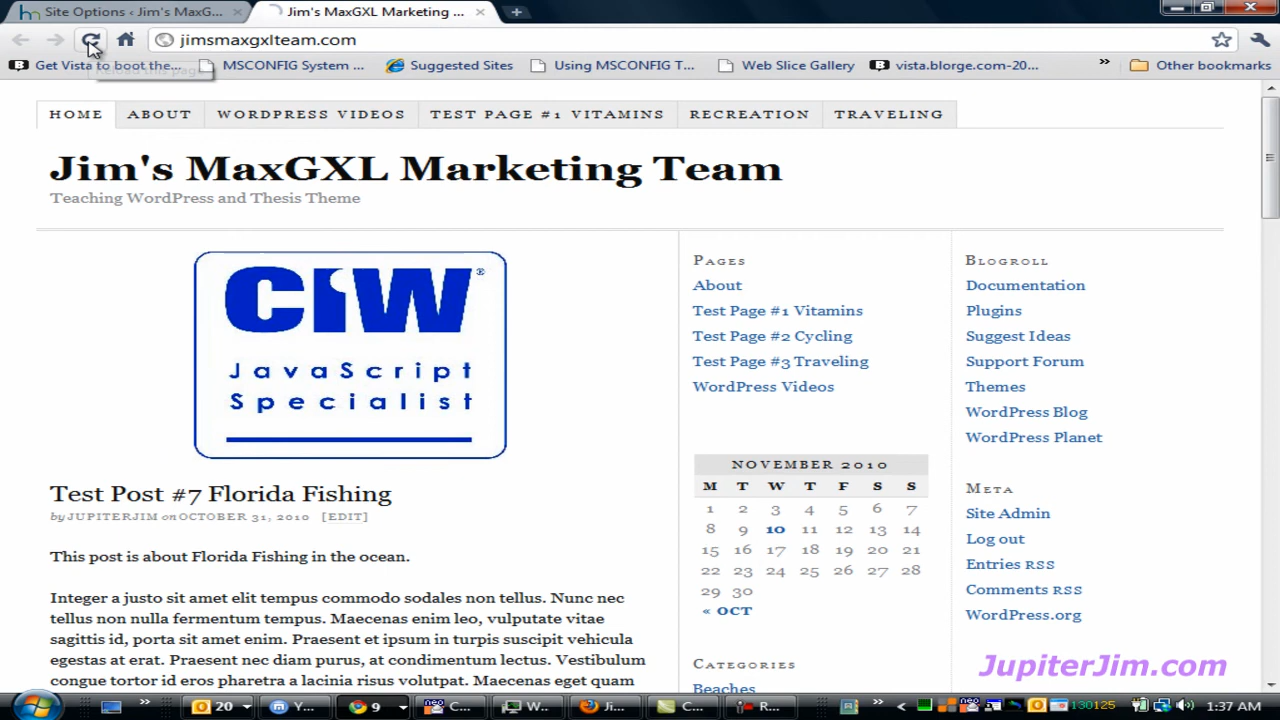 Site Options ‹ Jim's MaxG...
Jim's MaxGXL Marketing ...
jimsmaxgxlteam.com
Get Vista to boot the...
MSCONFIG System ...
Suggested Sites
Using MSCONFIG T...
Web Slice Gallery
vista.blorge.com-20...
Other bookmarks
Reload this page
HOME
ABOUT
WORDPRESS VIDEOS
TEST PAGE #1 VITAMINS
RECREATION
TRAVELING
Jim's MaxGXL Marketing Team
Teaching WordPress and Thesis Theme
CIW®
JavaScript
Specialist
Test Post #7 Florida Fishing
by JUPITERJIM on OCTOBER 31, 2010 [EDIT]
This post is about Florida Fishing in the ocean.
Integer a justo sit amet elit tempus commodo sodales non tellus. Nunc nec
tellus non nulla fermentum tempus. Maecenas enim leo, vulputate vitae
sagittis id, porta sit amet enim. Praesent et ipsum in turpis suscipit vehicula
egestas at erat. Praesent nec diam purus, at condimentum lectus. Vestibulum
congue tortor id eros pharetra a lacinia risus volutpat. Maecenas eget quam
PAGES
About
Test Page #1 Vitamins
Test Page #2 Cycling
Test Page #3 Traveling
WordPress Videos
NOVEMBER 2010
M T W T F S S
1 2 3 4 5 6 7
8 9 10 11 12 13 14
15 16 17 18 19 20 21
22 23 24 25 26 27 28
29 30
« OCT
CATEGORIES
Beaches
BLOGROLL
Documentation
Plugins
Suggest Ideas
Support Forum
Themes
WordPress Blog
WordPress Planet
META
Site Admin
Log out
Entries RSS
Comments RSS
WordPress.org
JupiterJim.com
20
Y...
9
C...
W...
Ji...
C...
R...
130125
1:37 AM